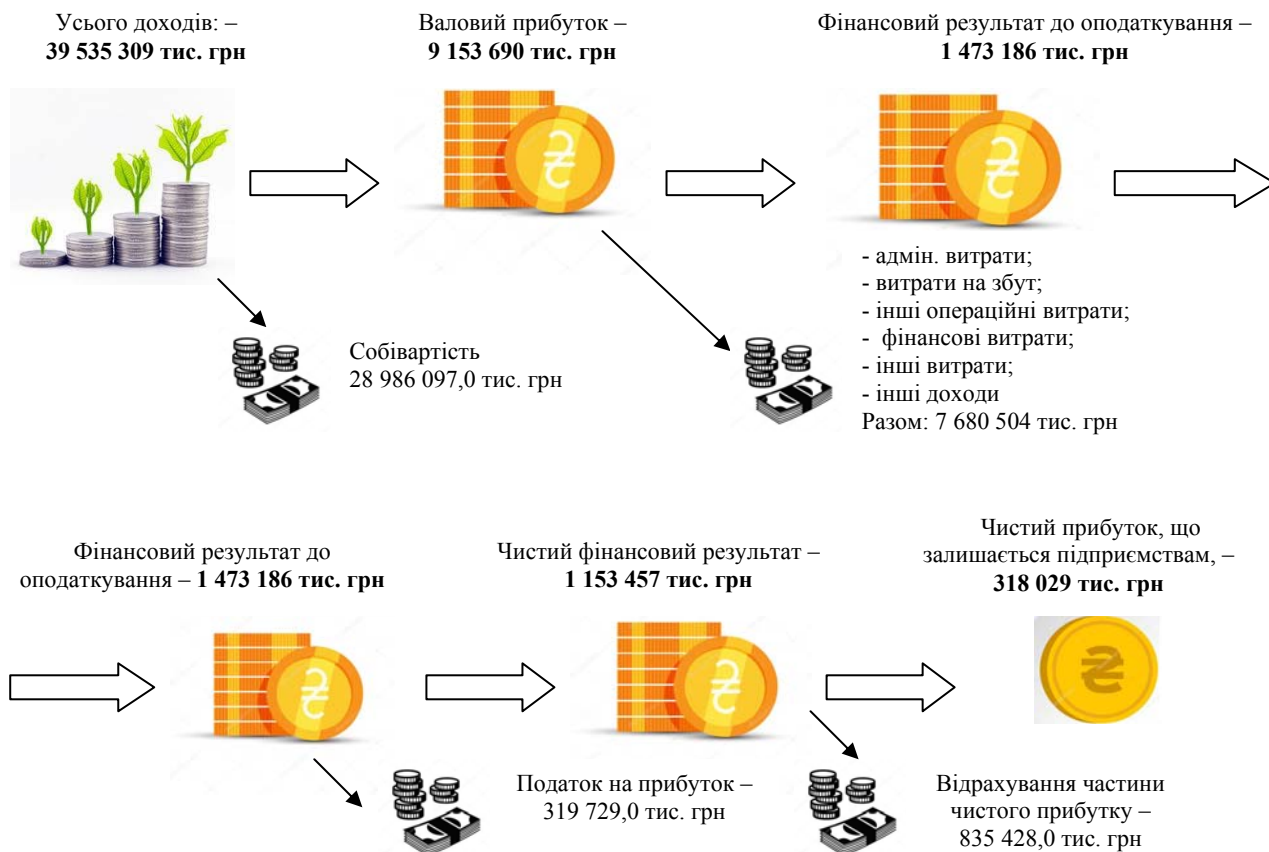 Усього доходів: –
39 535 309 тис. грн
Валовий прибуток –
9 153 690 тис. грн
Фінансовий результат до оподаткування –
1 473 186 тис. грн
Собівартість
28 986 097,0 тис. грн
- адмін. витрати;
- витрати на збут;
- інші операційні витрати;
- фінансові витрати;
- інші витрати;
- інші доходи
Разом: 7 680 504 тис. грн
Фінансовий результат до
оподаткування – 1 473 186 тис. грн
Чистий фінансовий результат –
1 153 457 тис. грн
Чистий прибуток, що
залишається підприємствам, –
318 029 тис. грн
Податок на прибуток –
319 729,0 тис. грн
Відрахування частини
чистого прибутку –
835 428,0 тис. грн